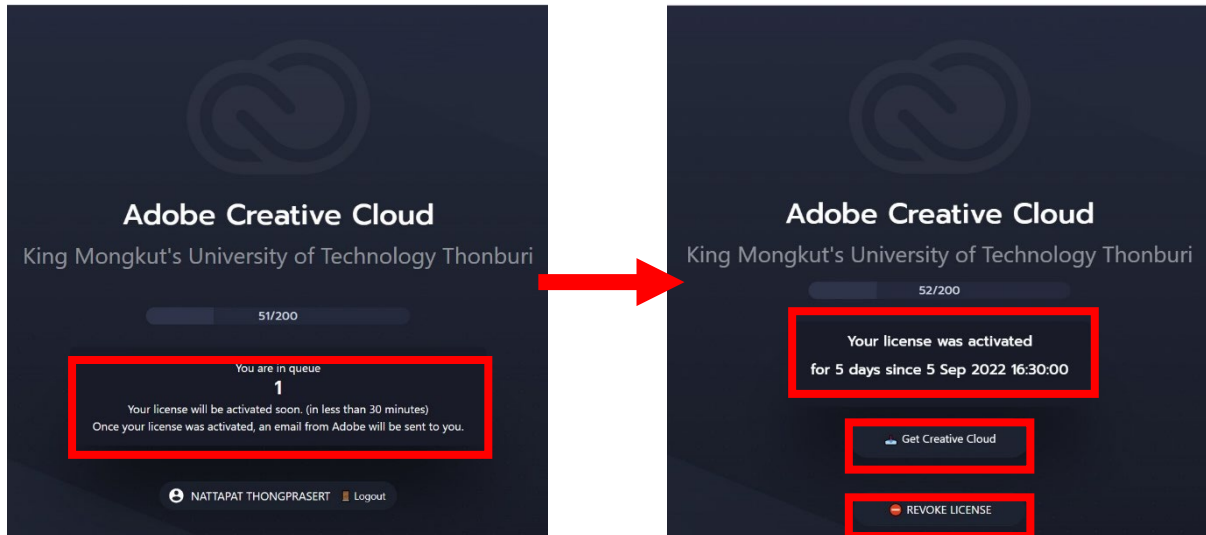 Adobe Creative Cloud
King Mongkut's University of Technology Thonburi
51/200
You are in queue
1
Your license will be activated soon. (in less than 30 minutes)
Once your license was activated, an email from Adobe will be sent to you.
NATTAPAT THONGPRASERT Logout
Adobe Creative Cloud
King Mongkut's University of Technology Thonburi
52/200
Your license was activated
for 5 days since 5 Sep 2022 16:30:00
Get Creative Cloud
REVOKE LICENSE